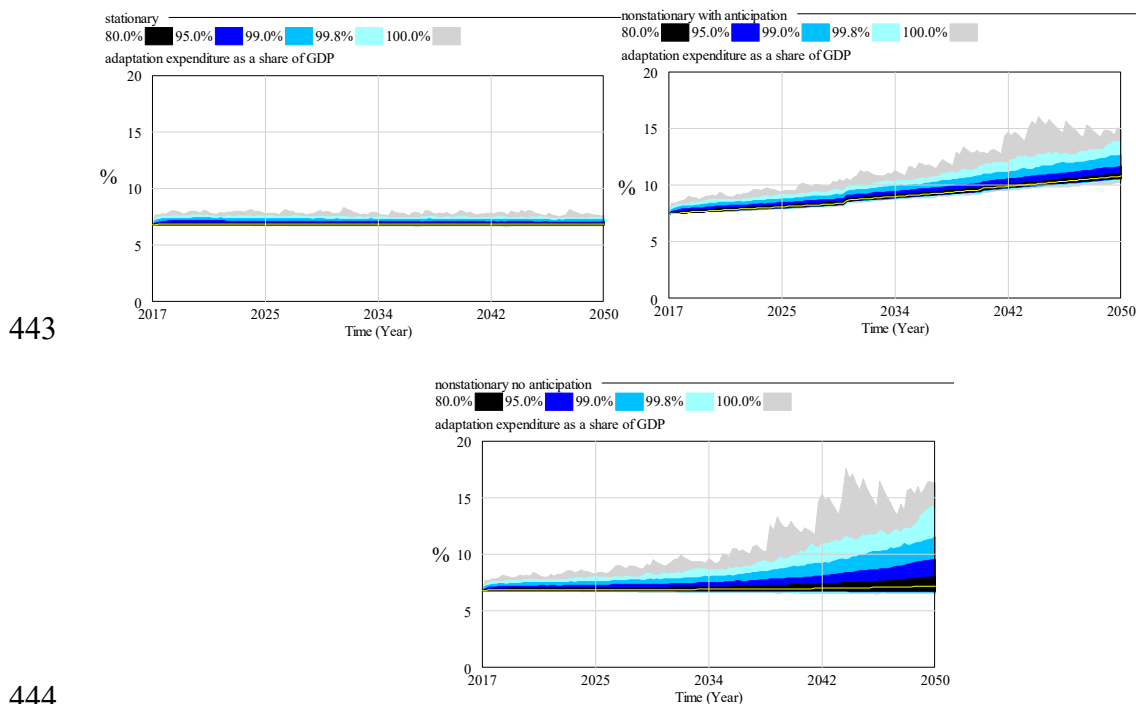 stationary
80.0% 95.0% 99.0% 99.8% 100.0%
adaptation expenditure as a share of GDP
20
15
%
10
5
0
2017 2025 2034 2042 2050
Time (Year)
nonstationary with anticipation
80.0% 95.0% 99.0% 99.8% 100.0%
adaptation expenditure as a share of GDP
20
15
%
10
5
0
2017 2025 2034 2042 2050
Time (Year)
443
nonstationary no anticipation
80.0% 95.0% 99.0% 99.8% 100.0%
adaptation expenditure as a share of GDP
20
15
%
10
5
0
2017 2025 2034 2042 2050
Time (Year)
444